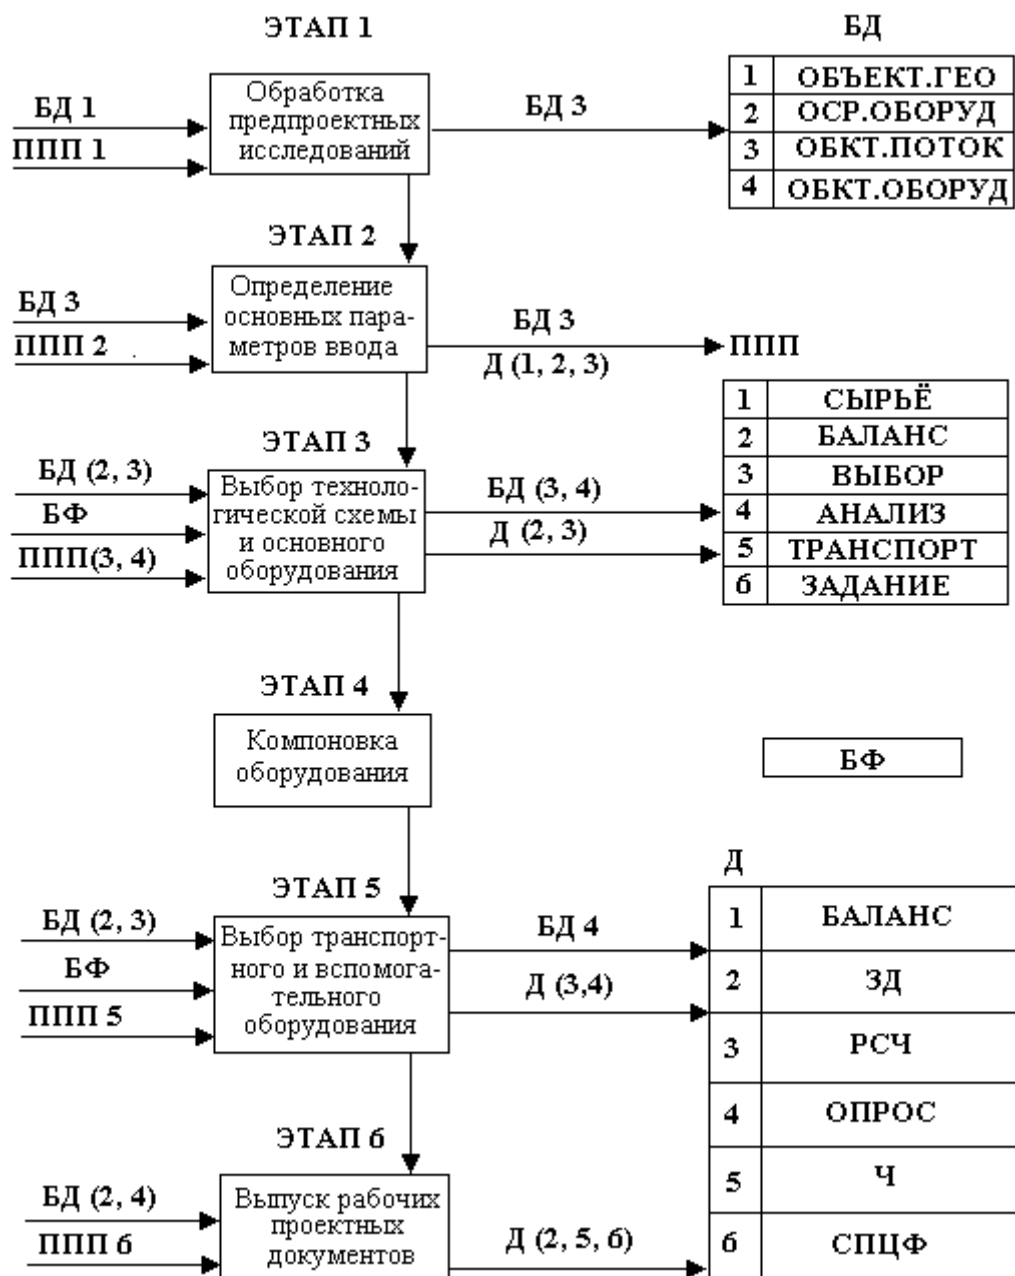 ЭТАП 1
БД
БД 1
ППП 1
Обработка
предпроектных
исследований
БД 3
1 ОБЪЕКТ.ГЕО
2 ОСР.ОБОРУД
3 ОБКТ.ПОТОК
4 ОБКТ.ОБОРУД
ЭТАП 2
БД 3
ППП 2
Определение
основных пара-
метров ввода
БД 3
Д (1, 2, 3)
ППП
1 СЫРЬЁ
2 БАЛАНС
3 ВЫБОР
4 АНАЛИЗ
5 ТРАНСПОРТ
6 ЗАДАНИЕ
ЭТАП 3
БД (2, 3)
БФ
ППП(3, 4)
Выбор техноло-
гической схемы
и основного
оборудования
БД (3, 4)
Д (2, 3)
ЭТАП 4
Компоновка
оборудования
БФ
Д
1 БАЛАНС
2 ЗД
3 РСЧ
4 ОПРОС
5 Ч
6 СПЦФ
ЭТАП 5
БД (2, 3)
БФ
ППП 5
Выбор транспорт-
ного и вспомога-
тельного
оборудования
БД 4
Д (3,4)
ЭТАП 6
БД (2, 4)
ППП 6
Выпуск рабочих
проектных
документов
Д (2, 5, 6)